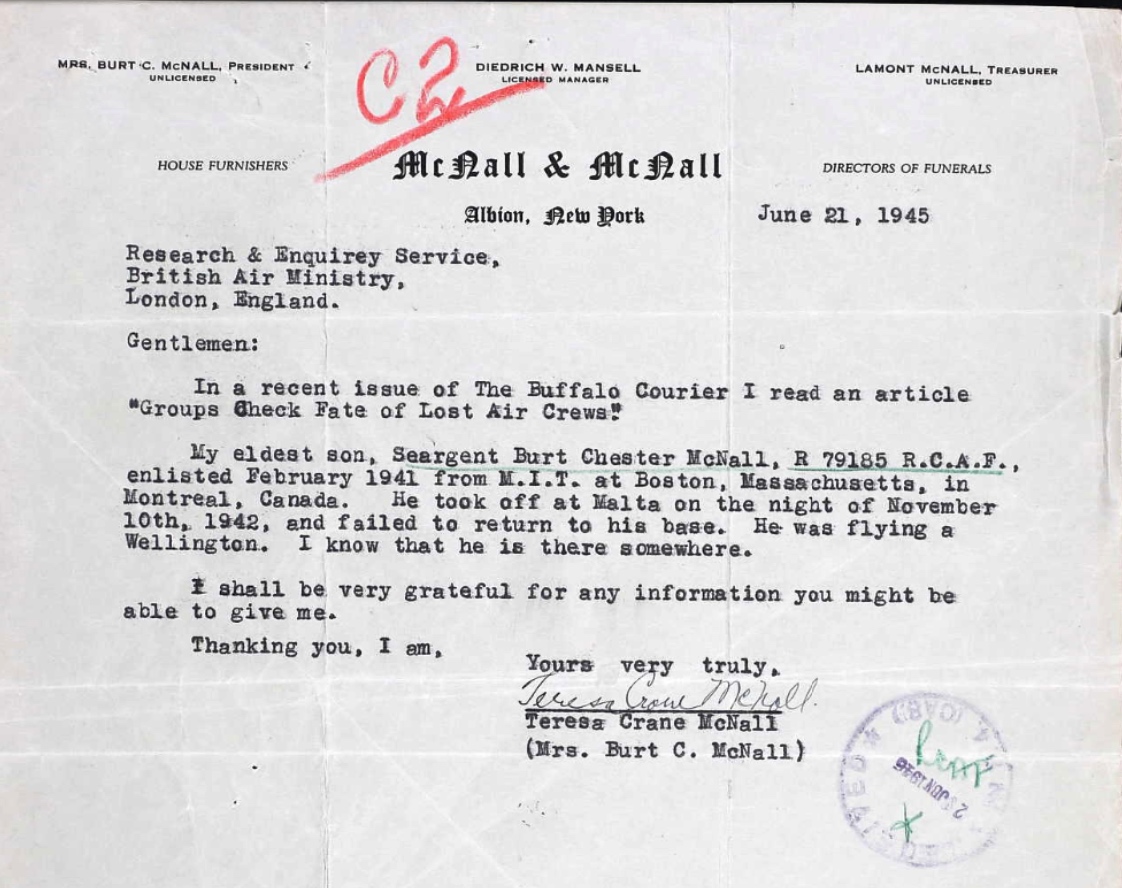 C2
MRS. BURT C. McNALL, PRESIDENT
UNLICENSED
DIEDRICH W. MANSELL
LICENSED MANAGER
LAMONT McNALL, TREASURER
UNLICENSED
HOUSE FURNISHERS
McNall & McNall
DIRECTORS OF FUNERALS
Albion, New York
June 21, 1945
Research & Enquirey Service,
British Air Ministry,
London, England.
Gentlemen:
In a recent issue of The Buffalo Courier I read an article
"Groups Check Fate of Lost Air Crews."
My eldest son, Seargent Burt Chester McNall, R 79185 R.C.A.F.,
enlisted February 1941 from M.I.T. at Boston, Massachusetts, in
Montreal, Canada. He took off at Malta on the night of November
10th, 1942, and failed to return to his base. He was flying a
Wellington. I know that he is there somewhere.
I shall be very grateful for any information you might be
able to give me.
Thanking you, I am,
Yours very truly,
Teresa Crane McNall.
Teresa Crane McNall
(Mrs. Burt C. McNall)